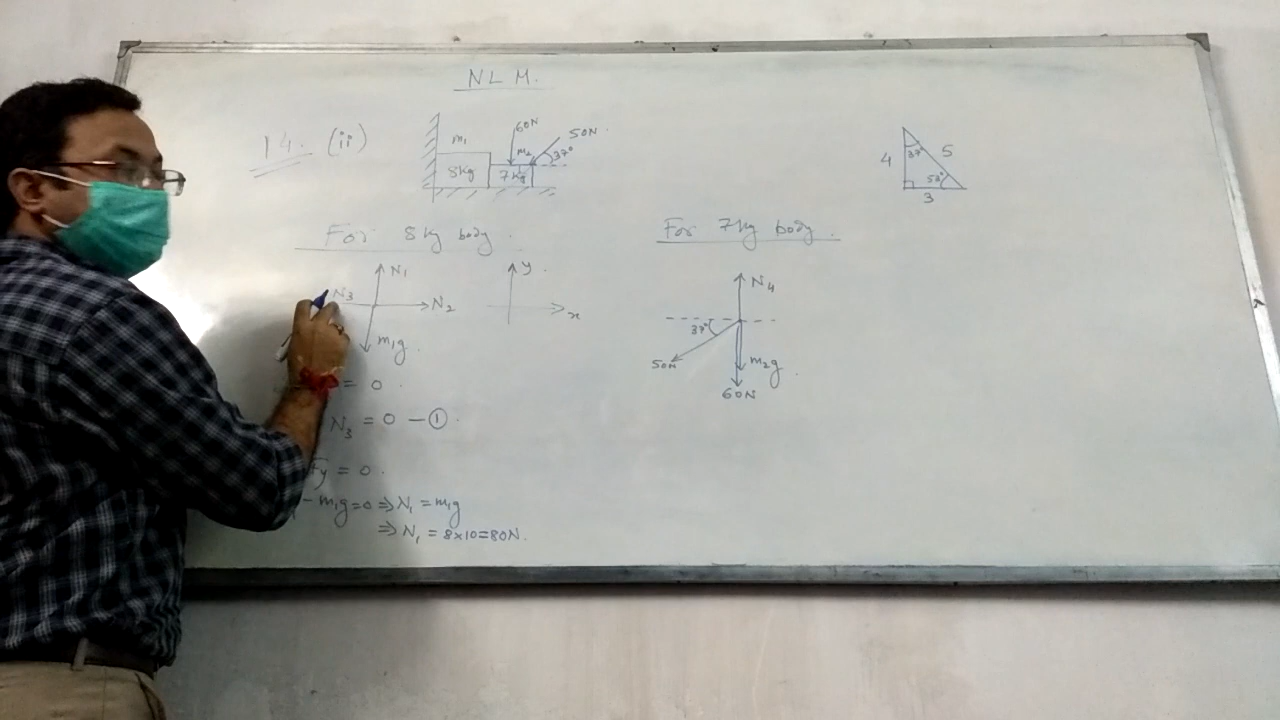 N L M.
14. (ii)
m₁
8kg
60N
m₂
7kg
50N
37°
4
37°
5
53°
3
For 8kg body.
N₁
N₃
N₂
m₁g
y
x
= 0
N₃ = 0 — ①
Fy = 0
- m₁g = 0 ⇒ N₁ = m₁g
⇒ N₁ = 8×10 = 80N.
For 7kg body.
N₄
37°
50N
m₂g
60N